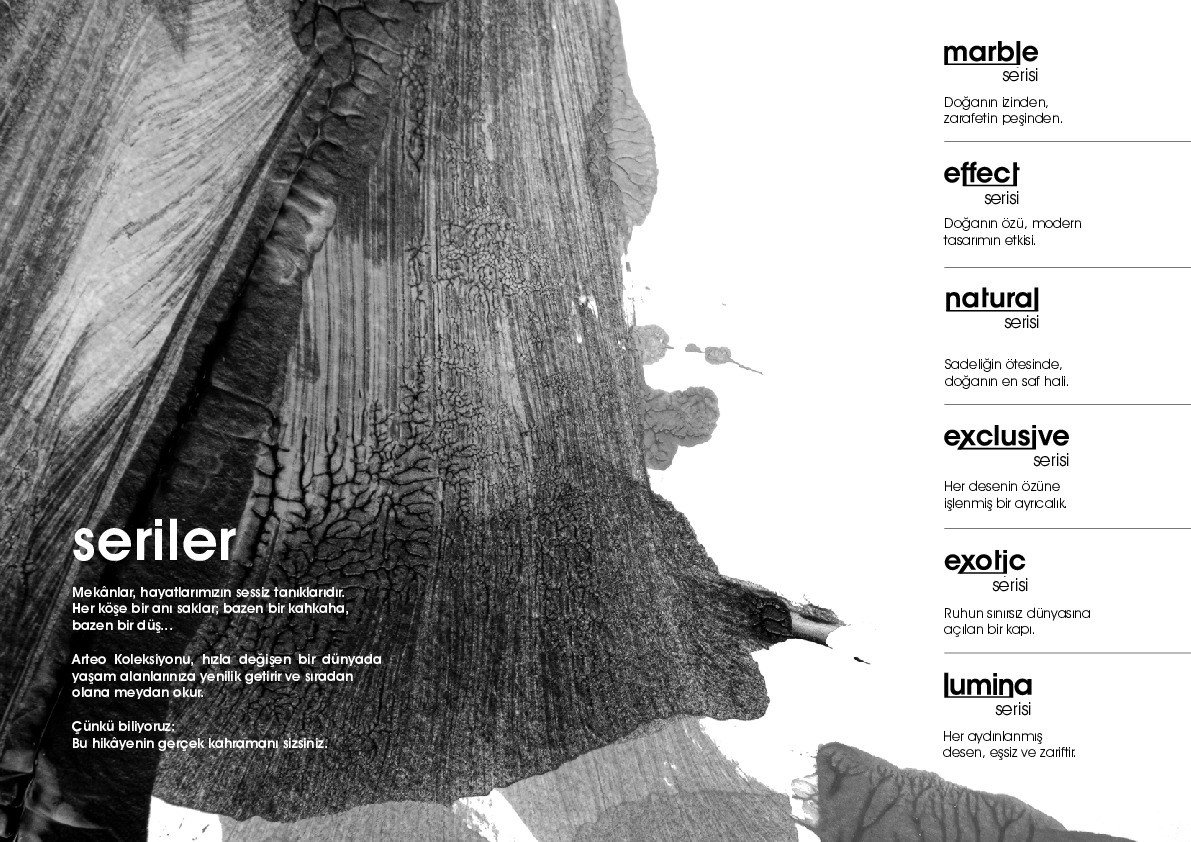 seriler
Mekânlar, hayatlarımızın sessiz tanıklarıdır.
Her köşe bir anı saklar; bazen bir kahkaha,
bazen bir düş...
Arteo Koleksiyonu, hızla değişen bir dünyada
yaşam alanlarınıza yenilik getirir ve sıradan
olana meydan okur.
Çünkü biliyoruz:
Bu hikâyenin gerçek kahramanı sizsiniz.
marble
serisi
Doğanın izinden,
zarafetin peşinden.
effect
serisi
Doğanın özü, modern
tasarımın etkisi.
natural
serisi
Sadeliğin ötesinde,
doğanın en saf hali.
exclusive
serisi
Her desenin özüne
işlenmiş bir ayrıcalık.
exotic
serisi
Ruhun sınırsız dünyasına
açılan bir kapı.
lumina
serisi
Her aydınlanmış
desen, eşsiz ve zariftir.